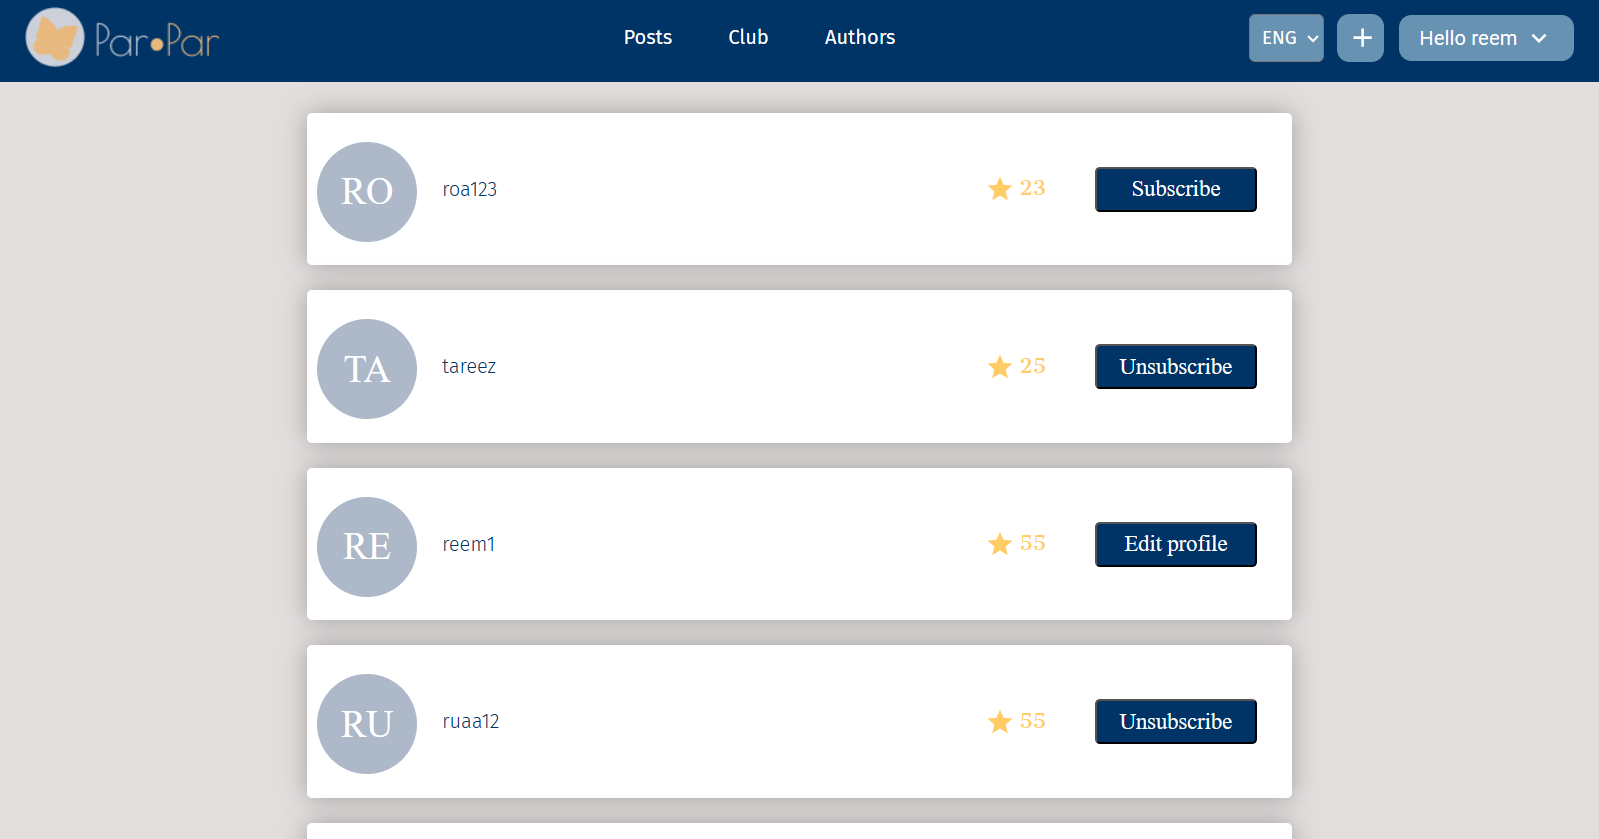 Par•Par Posts Club Authors ENG + Hello reem
RO roa123 23 Subscribe
TA tareez 25 Unsubscribe
RE reem1 55 Edit profile
RU ruaa12 55 Unsubscribe